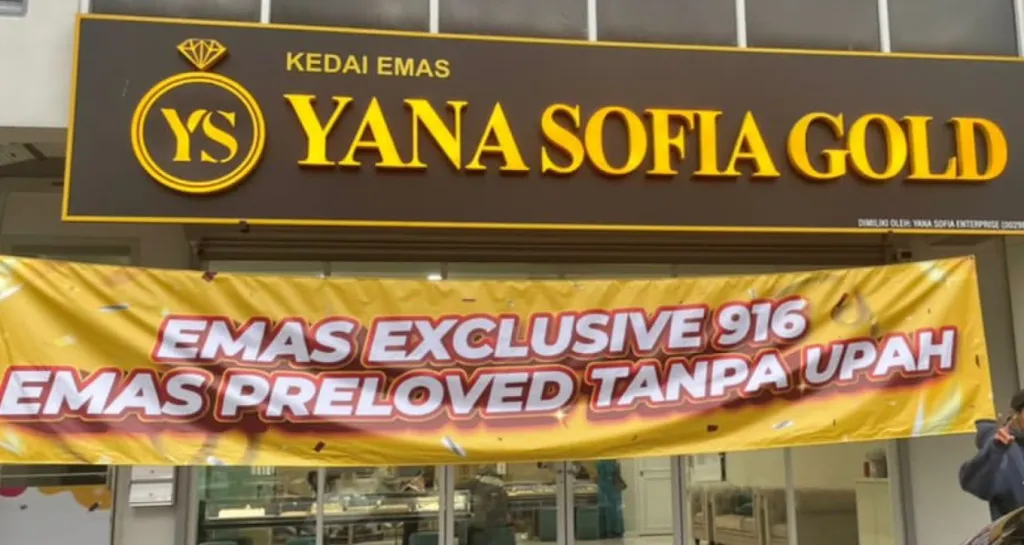 KEDAI EMAS
YS
YANA SOFIA GOLD
DIMILIKI OLEH: YANA SOFIA ENTERPRISE
EMAS EXCLUSIVE 916
EMAS PRELOVED TANPA UPAH